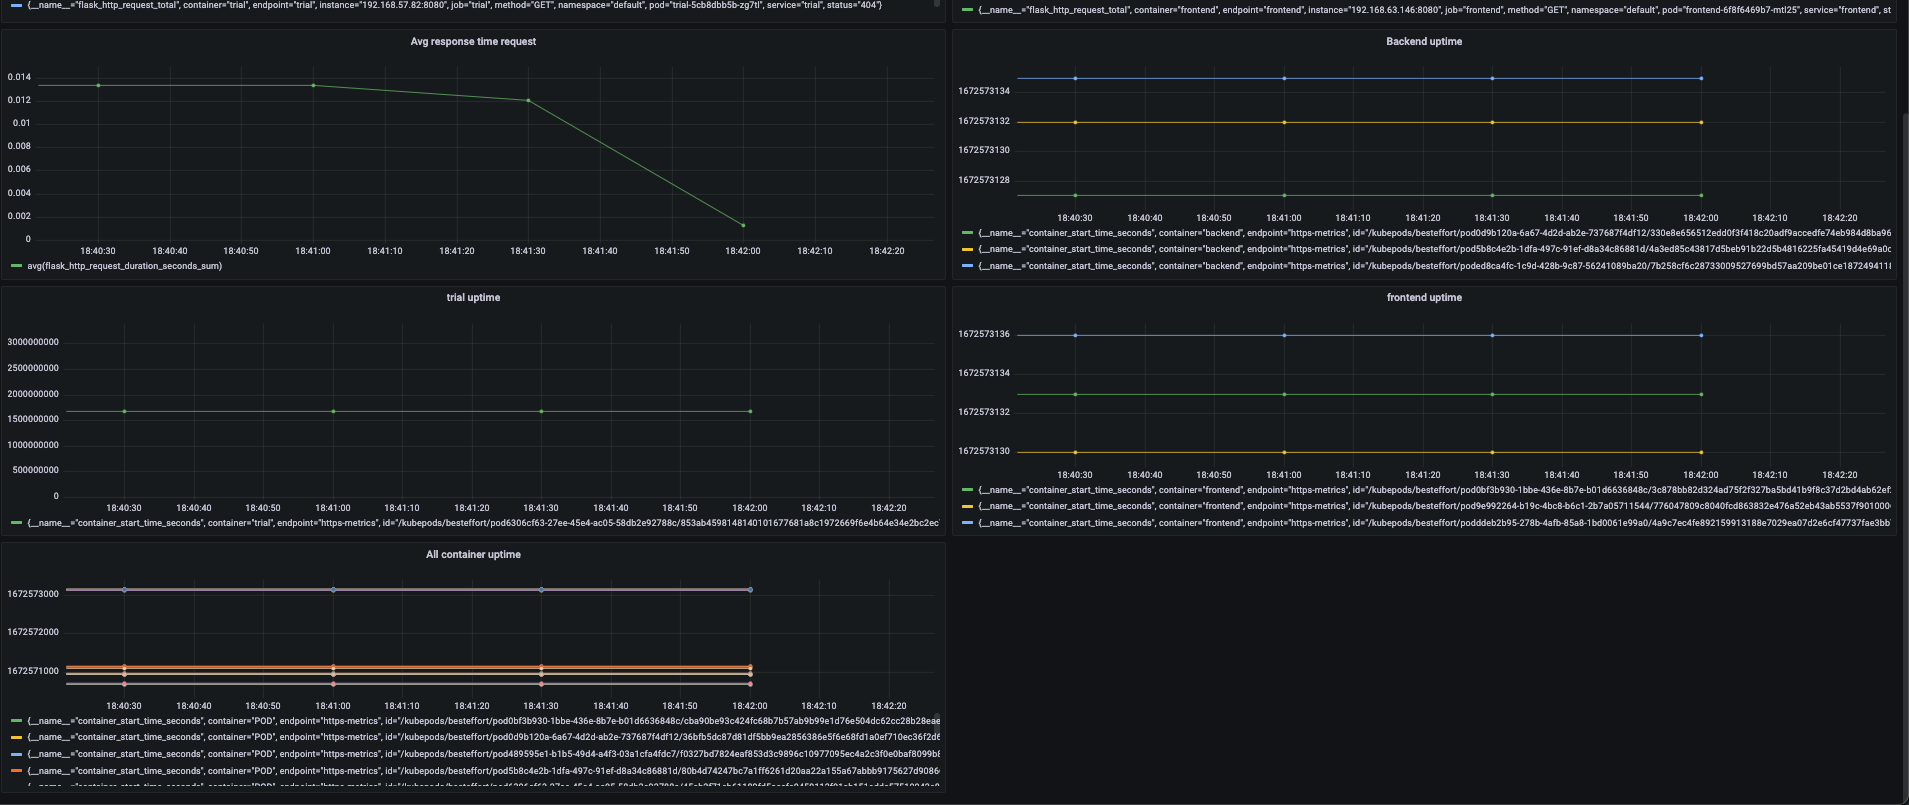 {__name__="flask_http_request_total", container="trial", endpoint="trial", instance="192.168.57.82:8080", job="trial", method="GET", namespace="default", pod="trial-5cb8dbb5b-zg7tl", service="trial", status="404"}
{__name__="flask_http_request_total", container="frontend", endpoint="frontend", instance="192.168.63.146:8080", job="frontend", method="GET", namespace="default", pod="frontend-6f8f6469b7-mtl25", service="frontend", st
Avg response time request
0.014
0.012
0.01
0.008
0.006
0.004
0.002
0
18:40:30 18:40:40 18:40:50 18:41:00 18:41:10 18:41:20 18:41:30 18:41:40 18:41:50 18:42:00 18:42:10 18:42:20
avg(flask_http_request_duration_seconds_sum)
Backend uptime
1672573134
1672573132
1672573130
1672573128
18:40:30 18:40:40 18:40:50 18:41:00 18:41:10 18:41:20 18:41:30 18:41:40 18:41:50 18:42:00 18:42:10 18:42:20
{__name__="container_start_time_seconds", container="backend", endpoint="https-metrics", id="/kubepods/besteffort/pod0d9b120a-6a67-4d2d-ab2e-737687f4df12/330e8e656512edd0f3f418c20adf9accedfe74eb984d8ba96
{__name__="container_start_time_seconds", container="backend", endpoint="https-metrics", id="/kubepods/besteffort/pod5b8c4e2b-1dfa-497c-91ef-d8a34c86881d/4a3ed85c43817d5beb91b22d5b4816225fa45419d4e69a0c
{__name__="container_start_time_seconds", container="backend", endpoint="https-metrics", id="/kubepods/besteffort/poded8ca4fc-1c9d-428b-9c87-56241089ba20/7b258cf6c28733009527699bd57aa209be01ce1872494118
trial uptime
3000000000
2500000000
2000000000
1500000000
1000000000
500000000
0
18:40:30 18:40:40 18:40:50 18:41:00 18:41:10 18:41:20 18:41:30 18:41:40 18:41:50 18:42:00 18:42:10 18:42:20
{__name__="container_start_time_seconds", container="trial", endpoint="https-metrics", id="/kubepods/besteffort/pod6306cf63-27ee-45e4-ac05-58db2e92788c/853ab4598148140101677681a8c1972669f6e4b64e34e2bc2ec
frontend uptime
1672573136
1672573134
1672573132
1672573130
18:40:30 18:40:40 18:40:50 18:41:00 18:41:10 18:41:20 18:41:30 18:41:40 18:41:50 18:42:00 18:42:10 18:42:20
{__name__="container_start_time_seconds", container="frontend", endpoint="https-metrics", id="/kubepods/besteffort/pod0bf3b930-1bbe-436e-8b7e-b01d6636848c/3c878bb82d324ad75f2f327ba5bd41b9f8c37d2bd4ab62ef
{__name__="container_start_time_seconds", container="frontend", endpoint="https-metrics", id="/kubepods/besteffort/pod9e992264-b19c-4bc8-b6c1-2b7a05711544/776047809c8040fcd863832e476a52eb43ab5537f901000
{__name__="container_start_time_seconds", container="frontend", endpoint="https-metrics", id="/kubepods/besteffort/podddeb2b95-278b-4afb-85a8-1bd0061e99a0/4a9c7ec4fe892159913188e7029ea07d2e6cf47737fae3bb
All container uptime
1672573000
1672572000
1672571000
18:40:30 18:40:40 18:40:50 18:41:00 18:41:10 18:41:20 18:41:30 18:41:40 18:41:50 18:42:00 18:42:10 18:42:20
{__name__="container_start_time_seconds", container="POD", endpoint="https-metrics", id="/kubepods/besteffort/pod0bf3b930-1bbe-436e-8b7e-b01d6636848c/cba90be93c424fc68b7b57ab9b99e1d76e504dc62cc28b28eae
{__name__="container_start_time_seconds", container="POD", endpoint="https-metrics", id="/kubepods/besteffort/pod0d9b120a-6a67-4d2d-ab2e-737687f4df12/36bfb5dc87d81df5bb9ea2856386e5f6e68fd1a0ef710ec36f2d6
{__name__="container_start_time_seconds", container="POD", endpoint="https-metrics", id="/kubepods/besteffort/pod489595e1-b1b5-49d4-a4f3-03a1cfa4fdc7/f0327bd7824eaf853d3c9896c10977095ec4a2c3f0e0baf8099b8
{__name__="container_start_time_seconds", container="POD", endpoint="https-metrics", id="/kubepods/besteffort/pod5b8c4e2b-1dfa-497c-91ef-d8a34c86881d/80b4d74247bc7a1ff6261d20aa22a155a67abbb9175627d9086